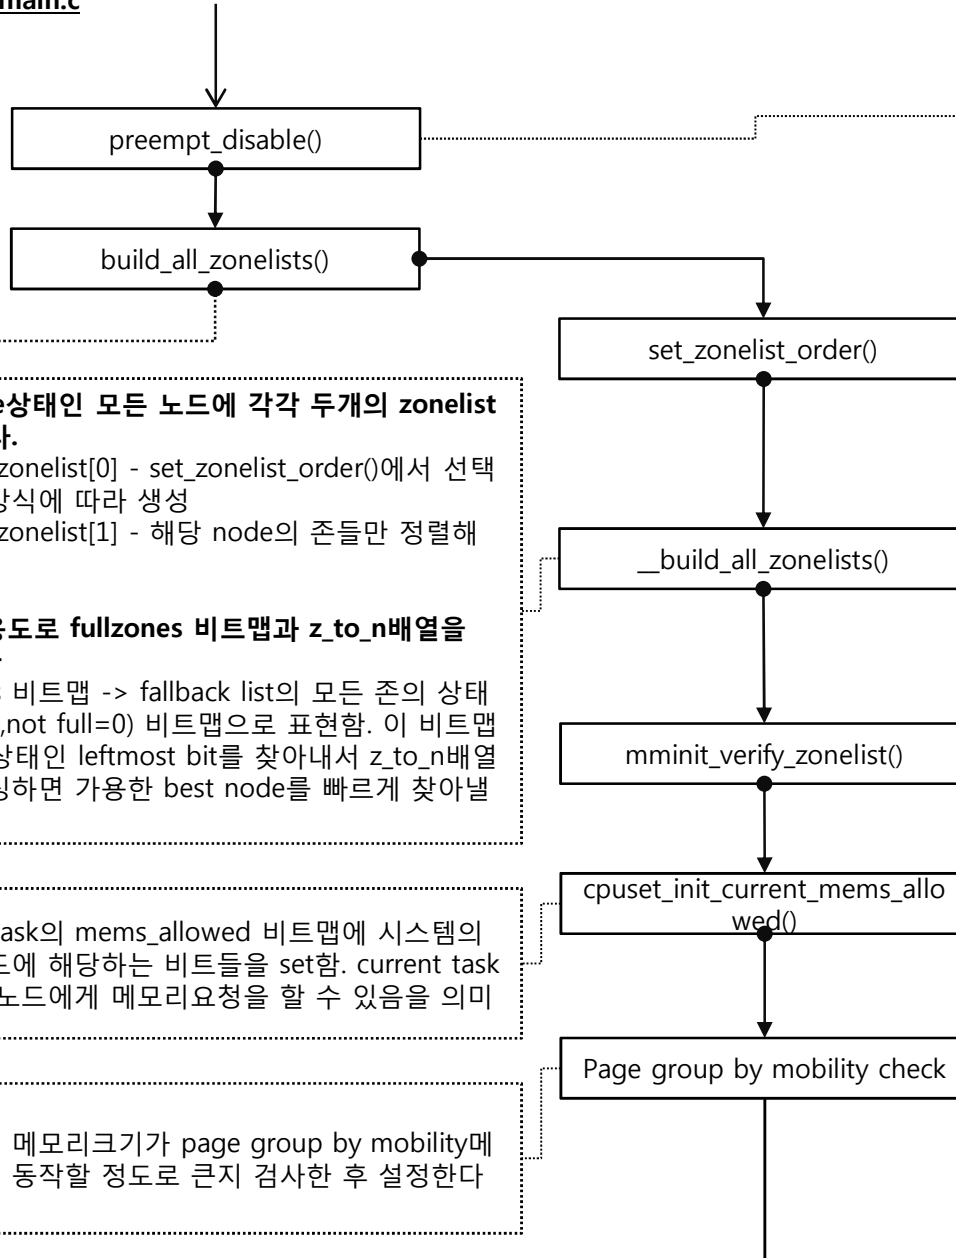 main.c
preempt_disable()
build_all_zonelists()
set_zonelist_order()
상태인 모든 노드에 각각 두개의 zonelist
zonelist[0] - set_zonelist_order()에서 선택
방식에 따라 생성
zonelist[1] - 해당 node의 존들만 정렬해
용도로 fullzones 비트맵과 z_to_n배열을
비트맵 -> fallback list의 모든 존의 상태
,not full=0) 비트맵으로 표현함. 이 비트맵
상태인 leftmost bit를 찾아내서 z_to_n배열
하면 가용한 best node를 빠르게 찾아낼
__build_all_zonelists()
mminit_verify_zonelist()
cpuset_init_current_mems_allo
wed()
task의 mems_allowed 비트맵에 시스템의
에 해당하는 비트들을 set함. current task
노드에게 메모리요청을 할 수 있음을 의미
Page group by mobility check
메모리크기가 page group by mobility메
동작할 정도로 큰지 검사한 후 설정한다